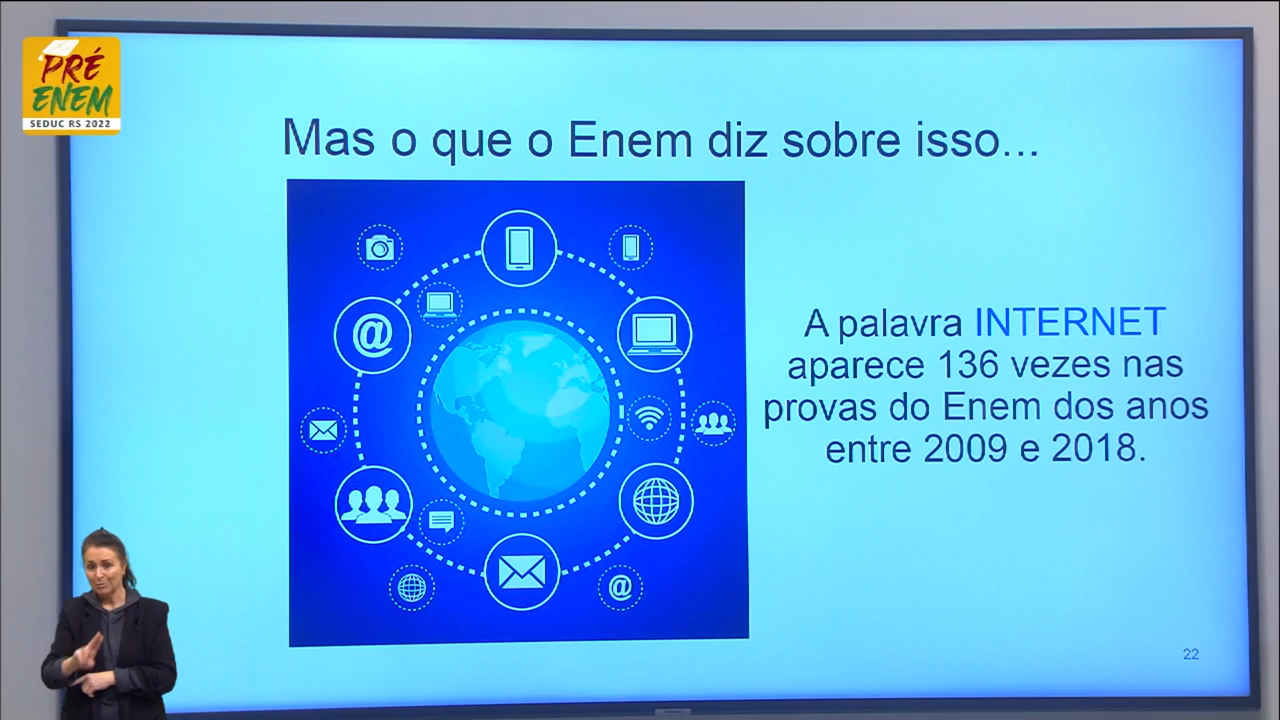 PRÉ
ENEM
SEDUC RS 2022
Mas o que o Enem diz sobre isso...
@
A palavra INTERNET
aparece 136 vezes nas
provas do Enem dos anos
entre 2009 e 2018.
@
22